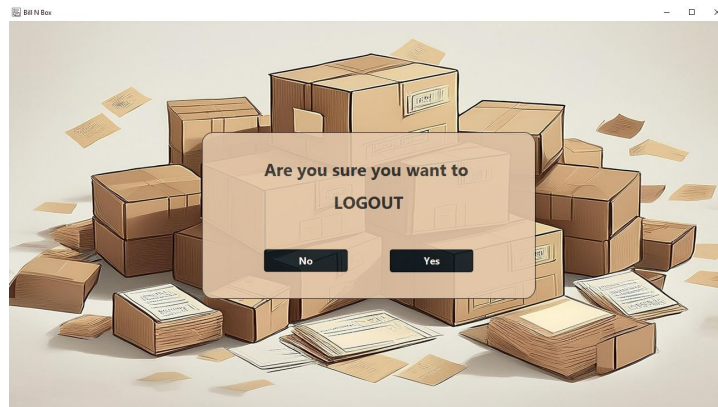 Bill N Box
Are you sure you want to
LOGOUT
No
Yes